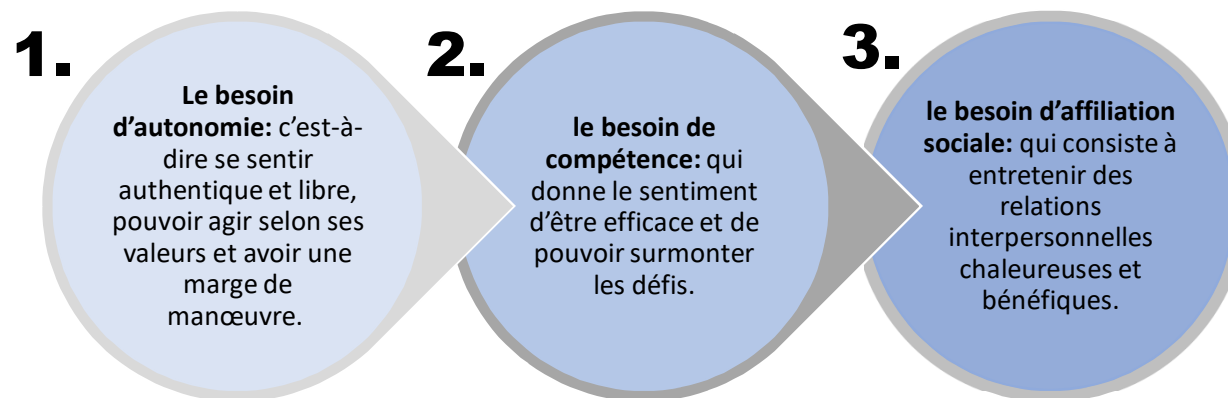 1.
Le besoin
d’autonomie: c’est-à-
dire se sentir
authentique et libre,
pouvoir agir selon ses
valeurs et avoir une
marge de
manœuvre.
2.
le besoin de
compétence: qui
donne le sentiment
d’être efficace et de
pouvoir surmonter
les défis.
3.
le besoin d’affiliation
sociale: qui consiste à
entretenir des
relations
interpersonnelles
chaleureuses et
bénéfiques.